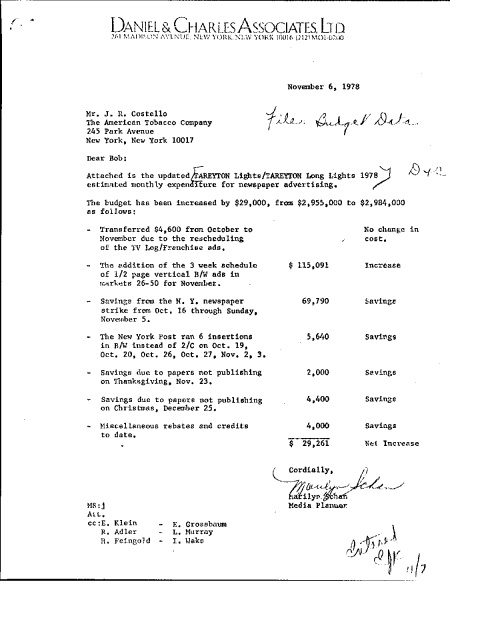 DANIEL & CHARLES ASSOCIATES, LTD
261 MADISON AVENUE, NEW YORK, NEW YORK 10016 (212) MO1-0200
November 6, 1978
File: Budget Data
Mr. J. R. Costello
The American Tobacco Company
245 Park Avenue
New York, New York 10017
Dear Bob:
Attached is the updated TAREYTON Lights/TAREYTON Long Lights 1978
estimated monthly expenditure for newspaper advertising.
The budget has been increased by $29,000, from $2,955,000 to $2,984,000
as follows:
- Transferred $4,600 from October to No change in
November due to the rescheduling cost.
of the TV Log/Franchise ads.
- The addition of the 3 week schedule $ 115,091 Increase
of 1/2 page vertical B/W ads in
markets 26-50 for November.
- Savings from the N. Y. newspaper 69,790 Savings
strike from Oct. 16 through Sunday,
November 5.
- The New York Post ran 6 insertions 5,640 Savings
in B/W instead of 2/C on Oct. 19,
Oct. 20, Oct. 26, Oct. 27, Nov. 2, 3.
- Savings due to papers not publishing 2,000 Savings
on Thanksgiving, Nov. 23.
- Savings due to papers not publishing 4,400 Savings
on Christmas, December 25.
- Miscellaneous rebates and credits 4,000 Savings
to date.
$ 29,261 Net Increase
Cordially,
Marilyn Schan
Marilyn Schan
Media Planner
MS:j
Att.
cc:E. Klein - E. Grossbaum
R. Adler - L. Murray
R. Feingold - I. Wake
11/7